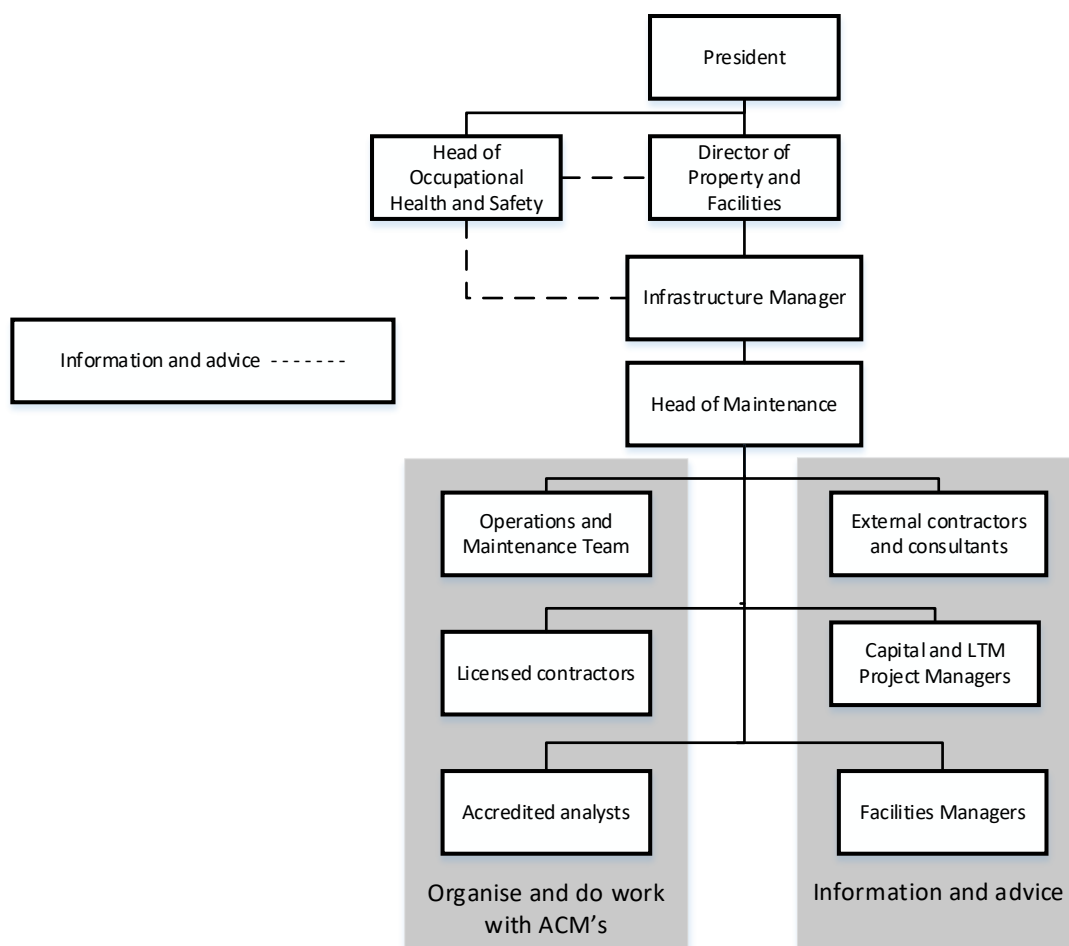 President
Head of
Occupational
Health and Safety
Director of
Property and
Facilities
Infrastructure Manager
Information and advice -------
Head of Maintenance
Operations and
Maintenance Team
External contractors
and consultants
Licensed contractors
Capital and LTM
Project Managers
Accredited analysts
Facilities Managers
Organise and do work
with ACM’s
Information and advice